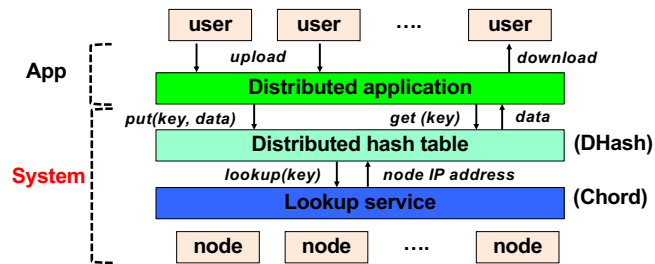 user user .... user
upload download
App
Distributed application
put(key, data) get (key) data
Distributed hash table (DHash)
System
lookup(key) node IP address
Lookup service (Chord)
node node .... node